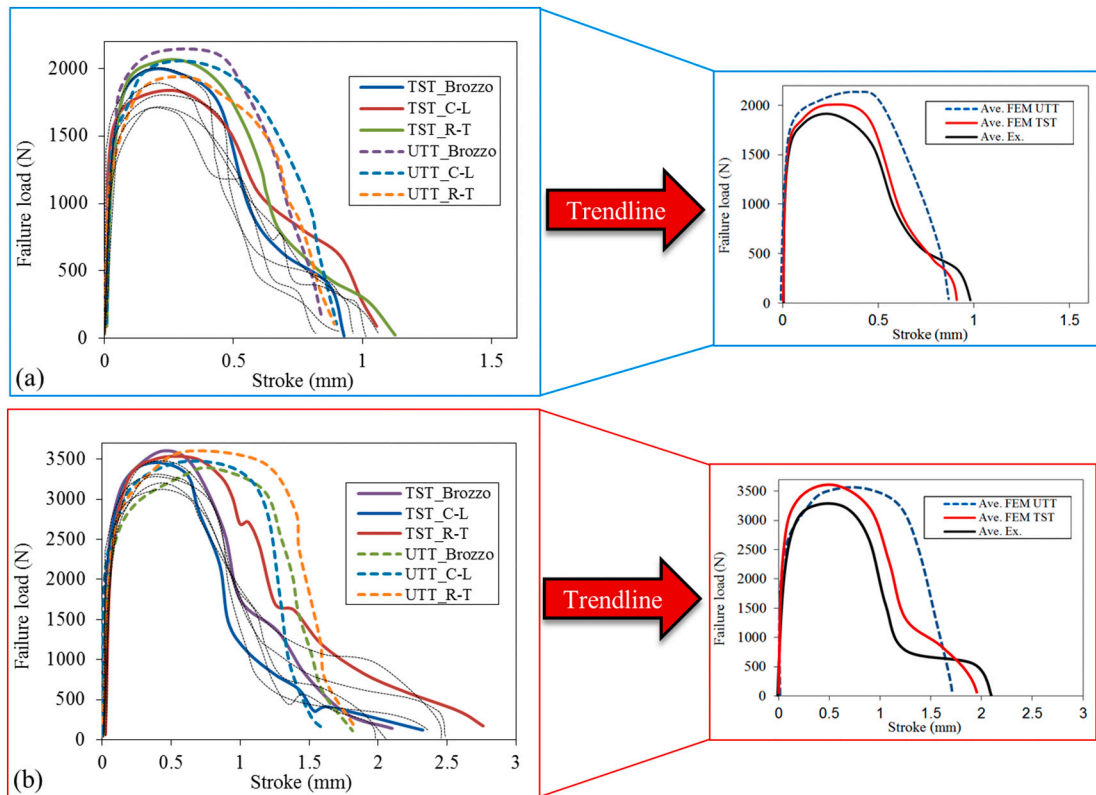 Failure load (N)
2000
1500
1000
500
0
0
0.5
1
1.5
Stroke (mm)
(a)
TST_Brozzo
TST_C-L
TST_R-T
UTT_Brozzo
UTT_C-L
UTT_R-T
Trendline
Failure load (N)
2000
1500
1000
500
0
0
0.5
1
1.5
Stroke (mm)
Ave. FEM UTT
Ave. FEM TST
Ave. Ex.
Failure load (N)
3500
3000
2500
2000
1500
1000
500
0
0
0.5
1
1.5
2
2.5
3
Stroke (mm)
(b)
TST_Brozzo
TST_C-L
TST_R-T
UTT_Brozzo
UTT_C-L
UTT_R-T
Trendline
Failure load (N)
3500
3000
2500
2000
1500
1000
500
0
0
0.5
1
1.5
2
2.5
3
Stroke (mm)
Ave. FEM UTT
Ave. FEM TST
Ave. Ex.